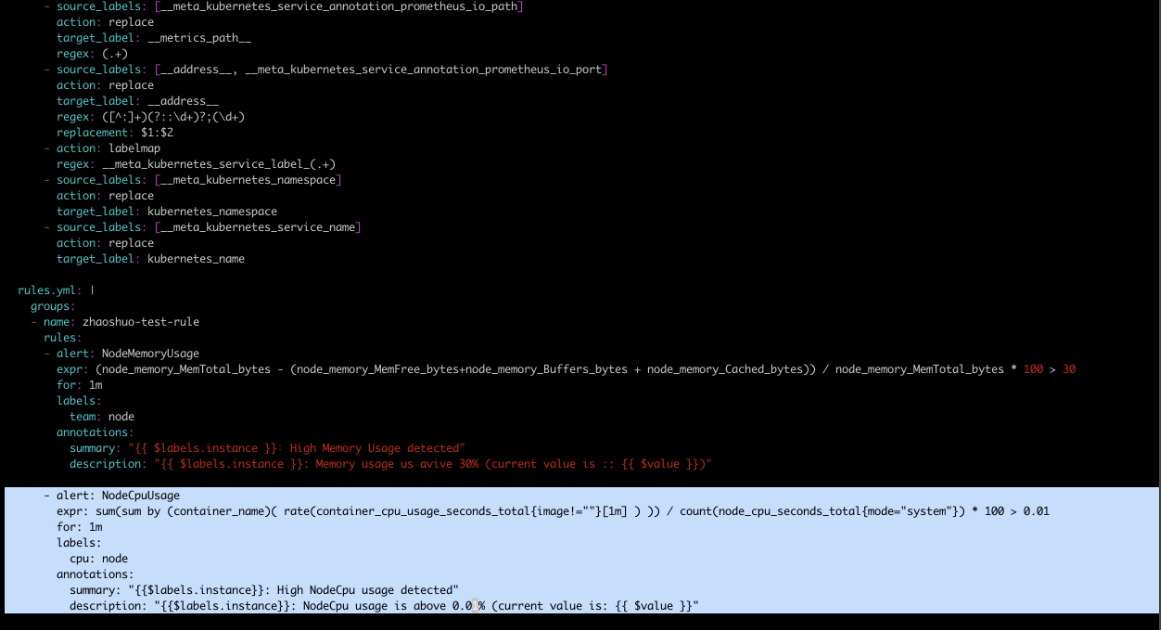 - source_labels: [__meta_kubernetes_service_annotation_prometheus_io_path]
action: replace
target_label: __metrics_path__
regex: (.+)
- source_labels: [__address__, __meta_kubernetes_service_annotation_prometheus_io_port]
action: replace
target_label: __address__
regex: ([^:]+)(?::\d+)?;(\d+)
replacement: $1:$2
- action: labelmap
regex: __meta_kubernetes_service_label_(.+)
- source_labels: [__meta_kubernetes_namespace]
action: replace
target_label: kubernetes_namespace
- source_labels: [__meta_kubernetes_service_name]
action: replace
target_label: kubernetes_name
rules.yml: |
groups:
- name: zhaoshuo-test-rule
rules:
- alert: NodeMemoryUsage
expr: (node_memory_MemTotal_bytes - (node_memory_MemFree_bytes+node_memory_Buffers_bytes + node_memory_Cached_bytes)) / node_memory_MemTotal_bytes * 100 > 30
for: 1m
labels:
team: node
annotations:
summary: "{{ $labels.instance }}: High Memory Usage detected"
description: "{{ $labels.instance }}: Memory usage us avive 30% (current value is :: {{ $value }})"
- alert: NodeCpuUsage
expr: sum(sum by (container_name)( rate(container_cpu_usage_seconds_total{image!=""}[1m] ) )) / count(node_cpu_seconds_total{mode="system"}) * 100 > 0.01
for: 1m
labels:
cpu: node
annotations:
summary: "{{$labels.instance}}: High NodeCpu usage detected"
description: "{{$labels.instance}}: NodeCpu usage is above % (current value is: {{ $value }}"